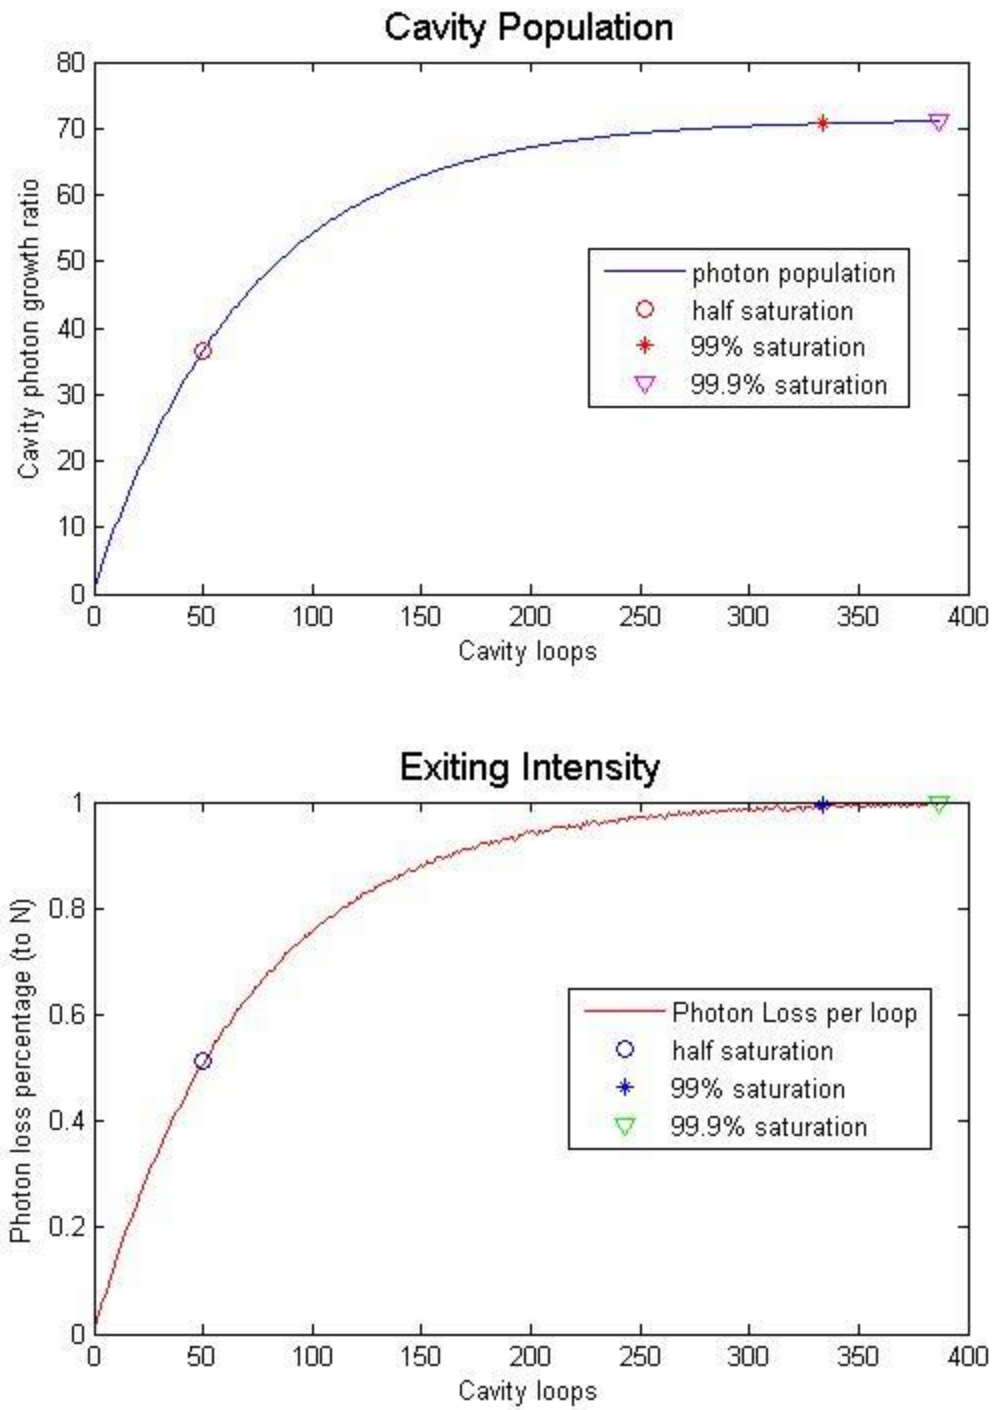 Cavity Population
80
70
60
50
40
30
20
10
0
Cavity photon growth ratio
photon population
half saturation
99% saturation
99.9% saturation
0 50 100 150 200 250 300 350 400
Cavity loops
Exiting Intensity
1
0.8
0.6
0.4
0.2
0
Photon loss percentage (to N)
Photon Loss per loop
half saturation
99% saturation
99.9% saturation
0 50 100 150 200 250 300 350 400
Cavity loops